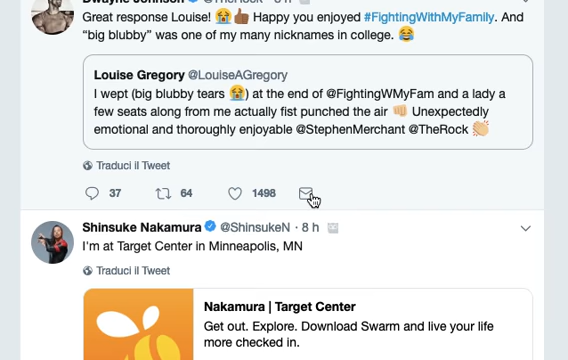 Great response Louise! 😭👍🏾 Happy you enjoyed #FightingWithMyFamily. And
“big blubby” was one of my many nicknames in college. 😂
Louise Gregory @LouiseAGregory
I wept (big blubby tears 😭) at the end of @FightingWMyFam and a lady a
few seats along from me actually fist punched the air 👊🏼 Unexpectedly
emotional and thoroughly enjoyable @StephenMerchant @TheRock 👏🏼
Traduci il Tweet
37 64 1498
Shinsuke Nakamura @ShinsukeN · 8 h
I'm at Target Center in Minneapolis, MN
Traduci il Tweet
Nakamura | Target Center
Get out. Explore. Download Swarm and live your life
more checked in.